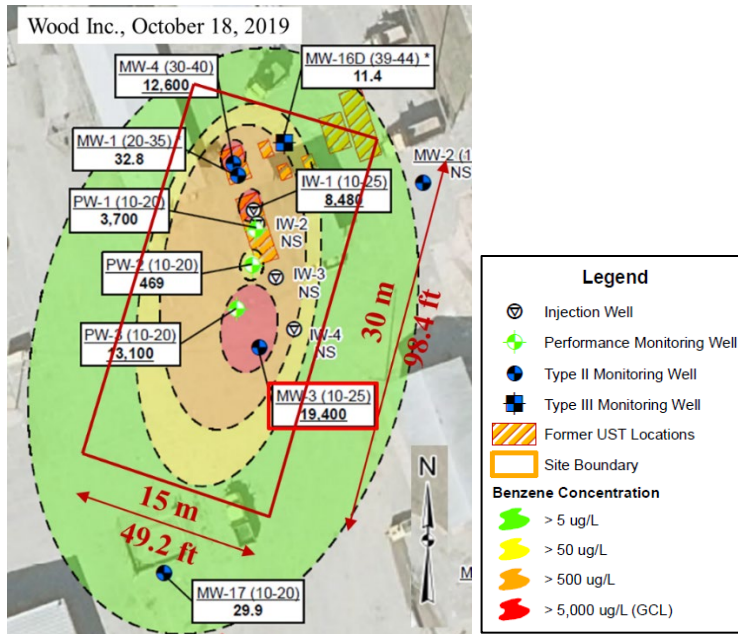 Wood Inc., October 18, 2019
MW-4 (30-40)
12,600
MW-16D (39-44) *
11.4
MW-1 (20-35)
32.8
MW-2 (1
NS
PW-1 (10-20)
3,700
IW-1 (10-25)
8,480
IW-2
NS
PW-2 (10-20)
469
IW-3
NS
PW-3 (10-20)
13,100
IW-4
NS
30 m
98.4 ft
MW-3 (10-25)
19,400
15 m
49.2 ft
N
MW-17 (10-20)
29.9
M
Legend
Injection Well
Performance Monitoring Well
Type II Monitoring Well
Type III Monitoring Well
Former UST Locations
Site Boundary
Benzene Concentration
> 5 ug/L
> 50 ug/L
> 500 ug/L
> 5,000 ug/L (GCL)